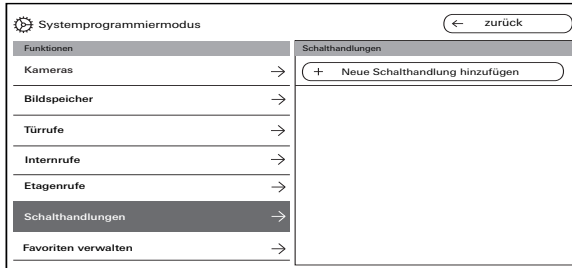 Systemprogrammiermodus
zurück
Funktionen
Kameras
Bildspeicher
Türrufe
Internrufe
Etagenrufe
Schalthandlungen
Favoriten verwalten
Schalthandlungen
Neue Schalthandlung hinzufügen